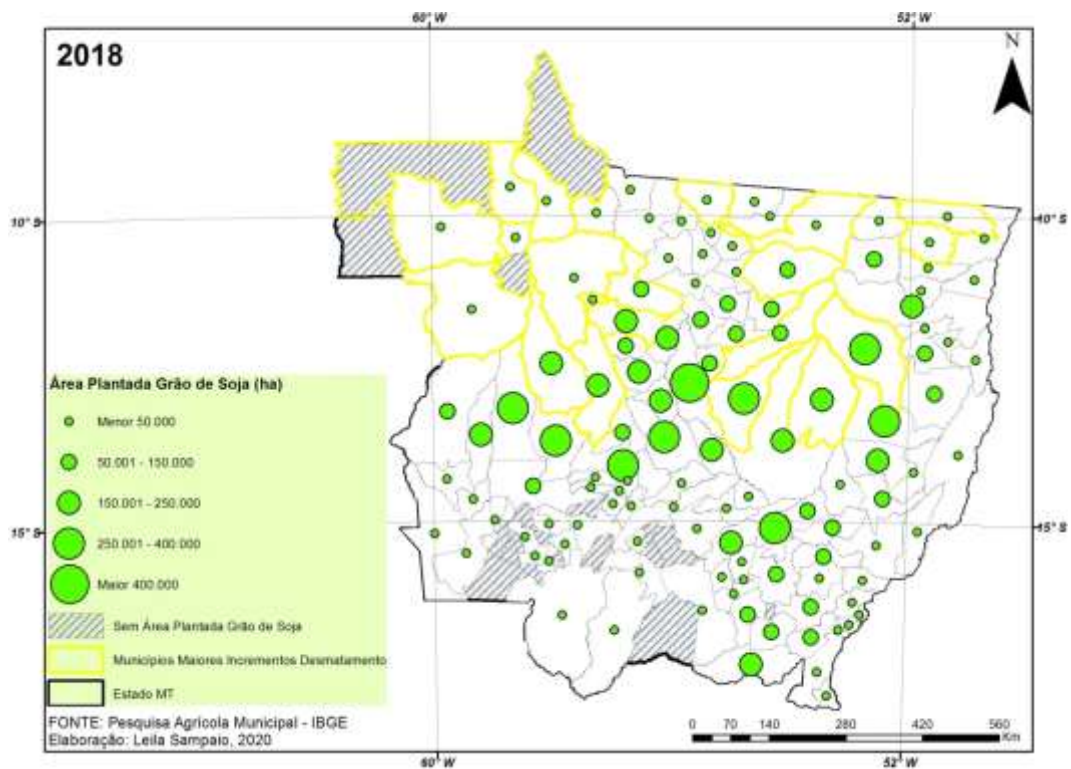 60° W
52° W
2018
N
10° S
10° S
Área Plantada Grão de Soja (ha)
Menor 50.000
50.001 - 150.000
150.001 - 250.000
250.001 - 400.000
Maior 400.000
Sem Área Plantada Grão de Soja
Municípios Maiores Incrementos Desmatamento
Estado MT
15° S
15° S
FONTE: Pesquisa Agrícola Municipal - IBGE
Elaboração: Leila Sampaio, 2020
0 70 140 280 420 560
Km
60° W
52° W